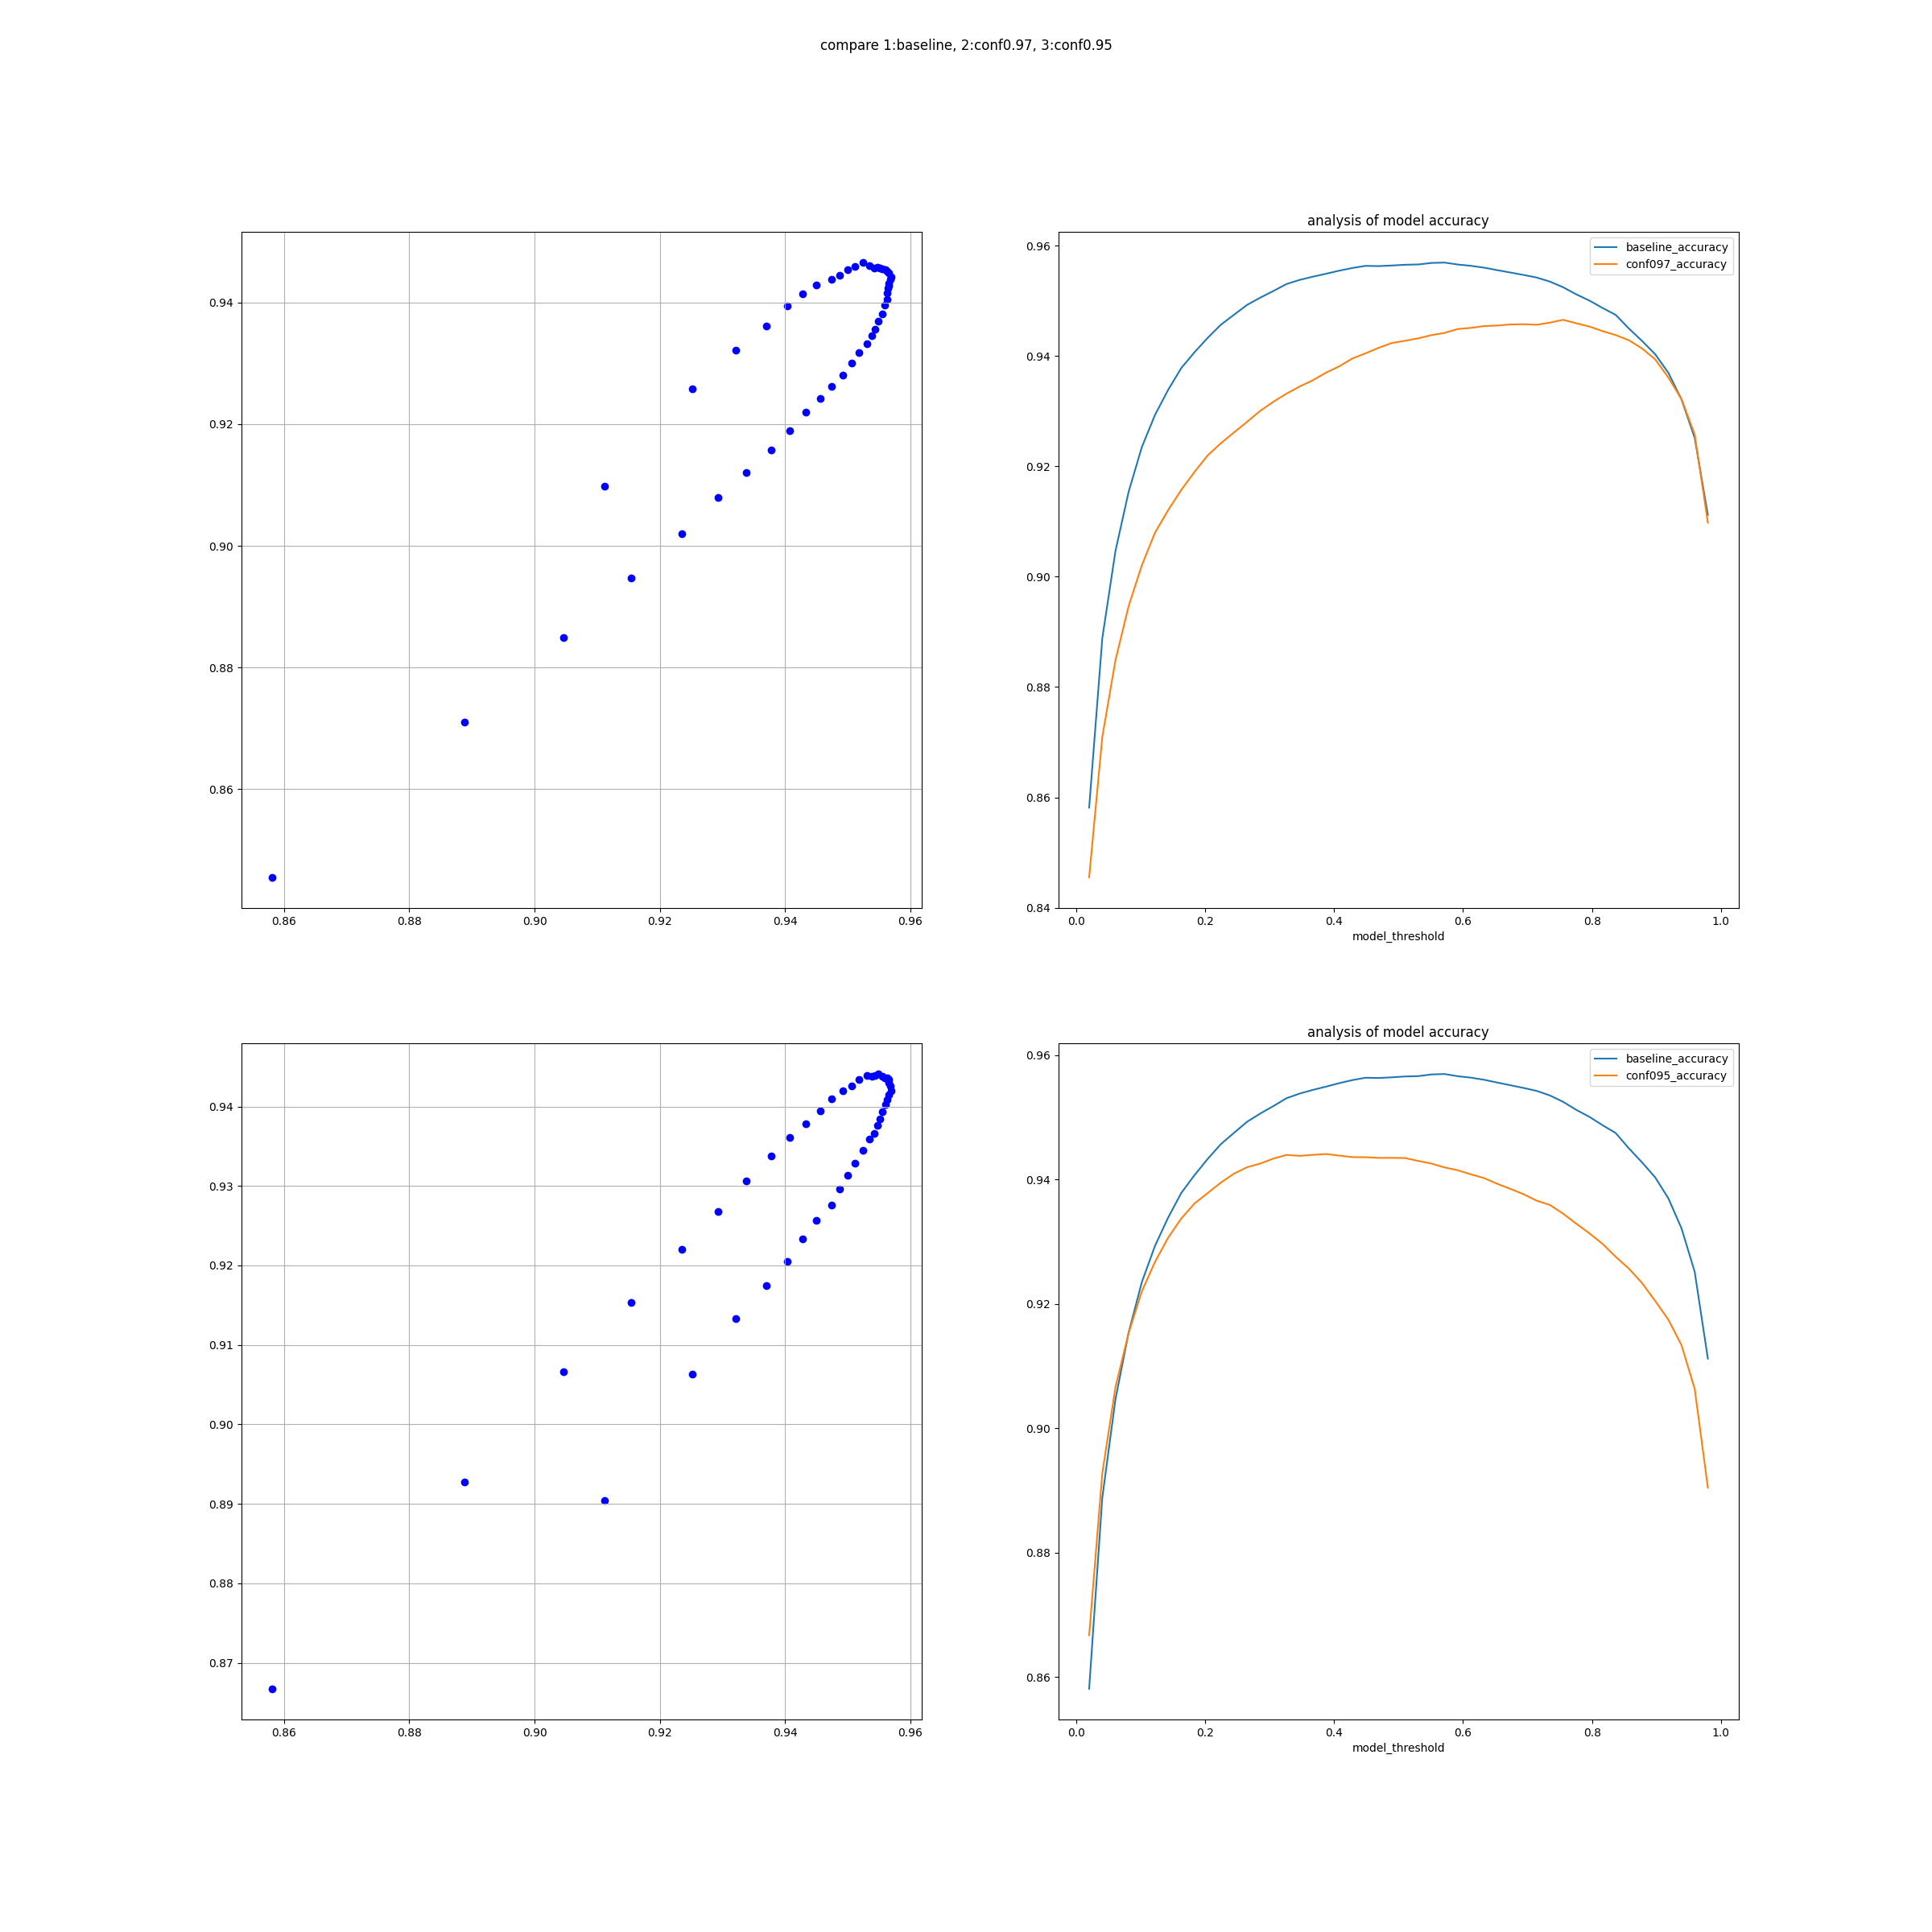 compare 1:baseline, 2:conf0.97, 3:conf0.95
0.94
0.92
0.90
0.88
0.86
0.86 0.88 0.90 0.92 0.94 0.96
analysis of model accuracy
baseline_accuracy
conf097_accuracy
0.96
0.94
0.92
0.90
0.88
0.86
0.84
0.0 0.2 0.4 0.6 0.8 1.0
model_threshold
0.94
0.93
0.92
0.91
0.90
0.89
0.88
0.87
0.86 0.88 0.90 0.92 0.94 0.96
analysis of model accuracy
baseline_accuracy
conf095_accuracy
0.96
0.94
0.92
0.90
0.88
0.86
0.0 0.2 0.4 0.6 0.8 1.0
model_threshold